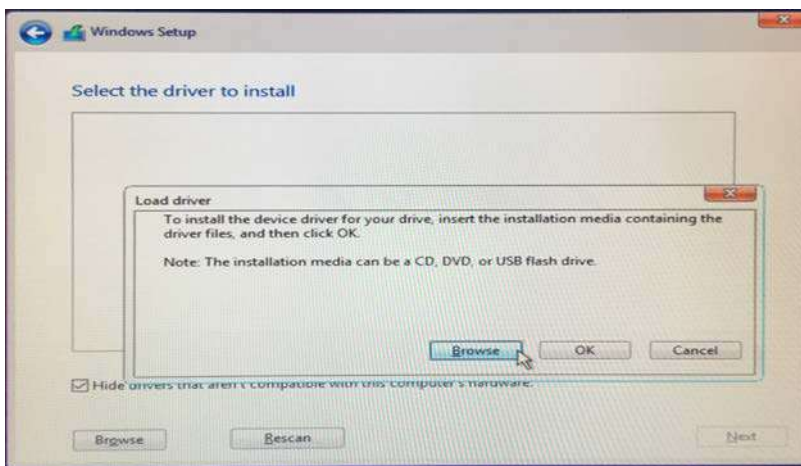 Windows Setup
Select the driver to install
Load driver
To install the device driver for your drive, insert the installation media containing the
driver files, and then click OK.
Note: The installation media can be a CD, DVD, or USB flash drive.
Browse
OK
Cancel
Hide drivers that aren't compatible with this computer's hardware.
Browse
Rescan
Next